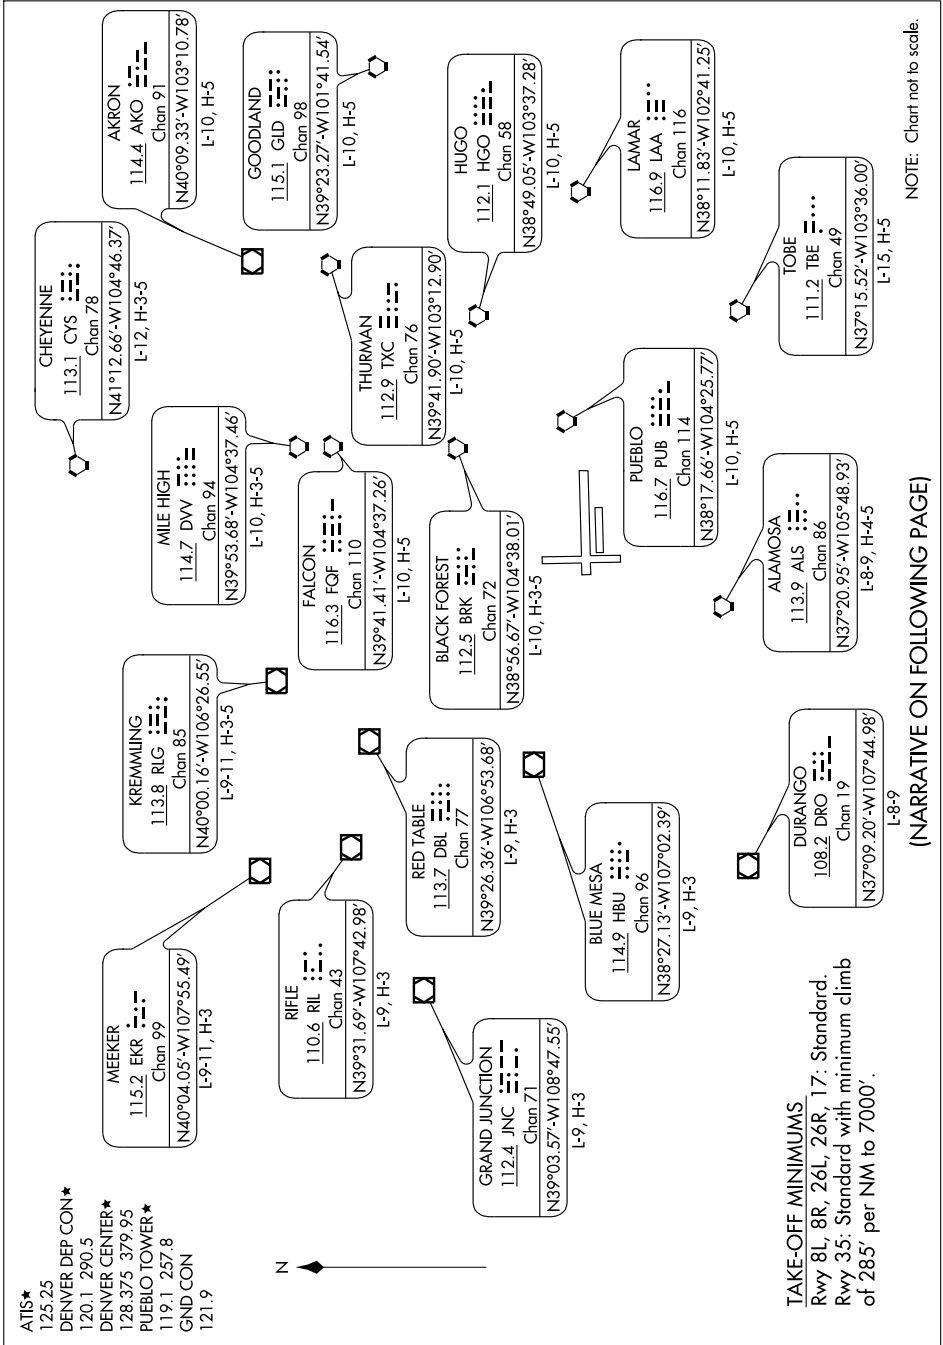 ATIS★
125.25
DENVER DEP CON★
120.1 290.5
DENVER CENTER★
128.375 379.95
PUEBLO TOWER★
119.1 257.8
GND CON
121.9
N
MEEKER
115.2 EKR
Chan 99
N40°04.05'-W107°55.49'
L-9-11, H-3
KREMMLING
113.8 RLG
Chan 85
N40°00.16'-W106°26.55'
L-9-11, H-3-5
MILE HIGH
114.7 DVV
Chan 94
N39°53.68'-W104°37.46'
L-10, H-3-5
CHEYENNE
113.1 CYS
Chan 78
N41°12.66'-W104°46.37'
L-12, H-3-5
AKRON
114.4 AKO
Chan 91
N40°09.33'-W103°10.78'
L-10, H-5
GOODLAND
115.1 GLD
Chan 98
N39°23.27'-W101°41.54'
L-10, H-5
RIFLE
110.6 RIL
Chan 43
N39°31.69'-W107°42.98'
L-9, H-3
FALCON
116.3 FQF
Chan 110
N39°41.41'-W104°37.26'
L-10, H-5
THURMAN
112.9 TXC
Chan 76
N39°41.90'-W103°12.90'
L-10, H-5
RED TABLE
113.7 DBL
Chan 77
N39°26.36'-W106°53.68'
L-9, H-3
BLACK FOREST
112.5 BRK
Chan 72
N38°56.67'-W104°38.01'
L-10, H-3-5
HUGO
112.1 HGO
Chan 58
N38°49.05'-W103°37.28'
L-10, H-5
GRAND JUNCTION
112.4 JNC
Chan 71
N39°03.57'-W108°47.55'
L-9, H-3
BLUE MESA
114.9 HBU
Chan 96
N38°27.13'-W107°02.39'
L-9, H-3
PUEBLO
116.7 PUB
Chan 114
N38°17.66'-W104°25.77'
L-10, H-5
LAMAR
116.9 LAA
Chan 116
N38°11.83'-W102°41.25'
L-10, H-5
DURANGO
108.2 DRO
Chan 19
N37°09.20'-W107°44.98'
L-8-9
ALAMOSA
113.9 ALS
Chan 86
N37°20.95'-W105°48.93'
L-8-9, H-4-5
TOBE
111.2 TBE
Chan 49
N37°15.52'-W103°36.00'
L-15, H-5
TAKE-OFF MINIMUMS
Rwy 8L, 8R, 26L, 26R, 17: Standard.
Rwy 35: Standard with minimum climb
of 285' per NM to 7000'.
NOTE: Chart not to scale.
(NARRATIVE ON FOLLOWING PAGE)